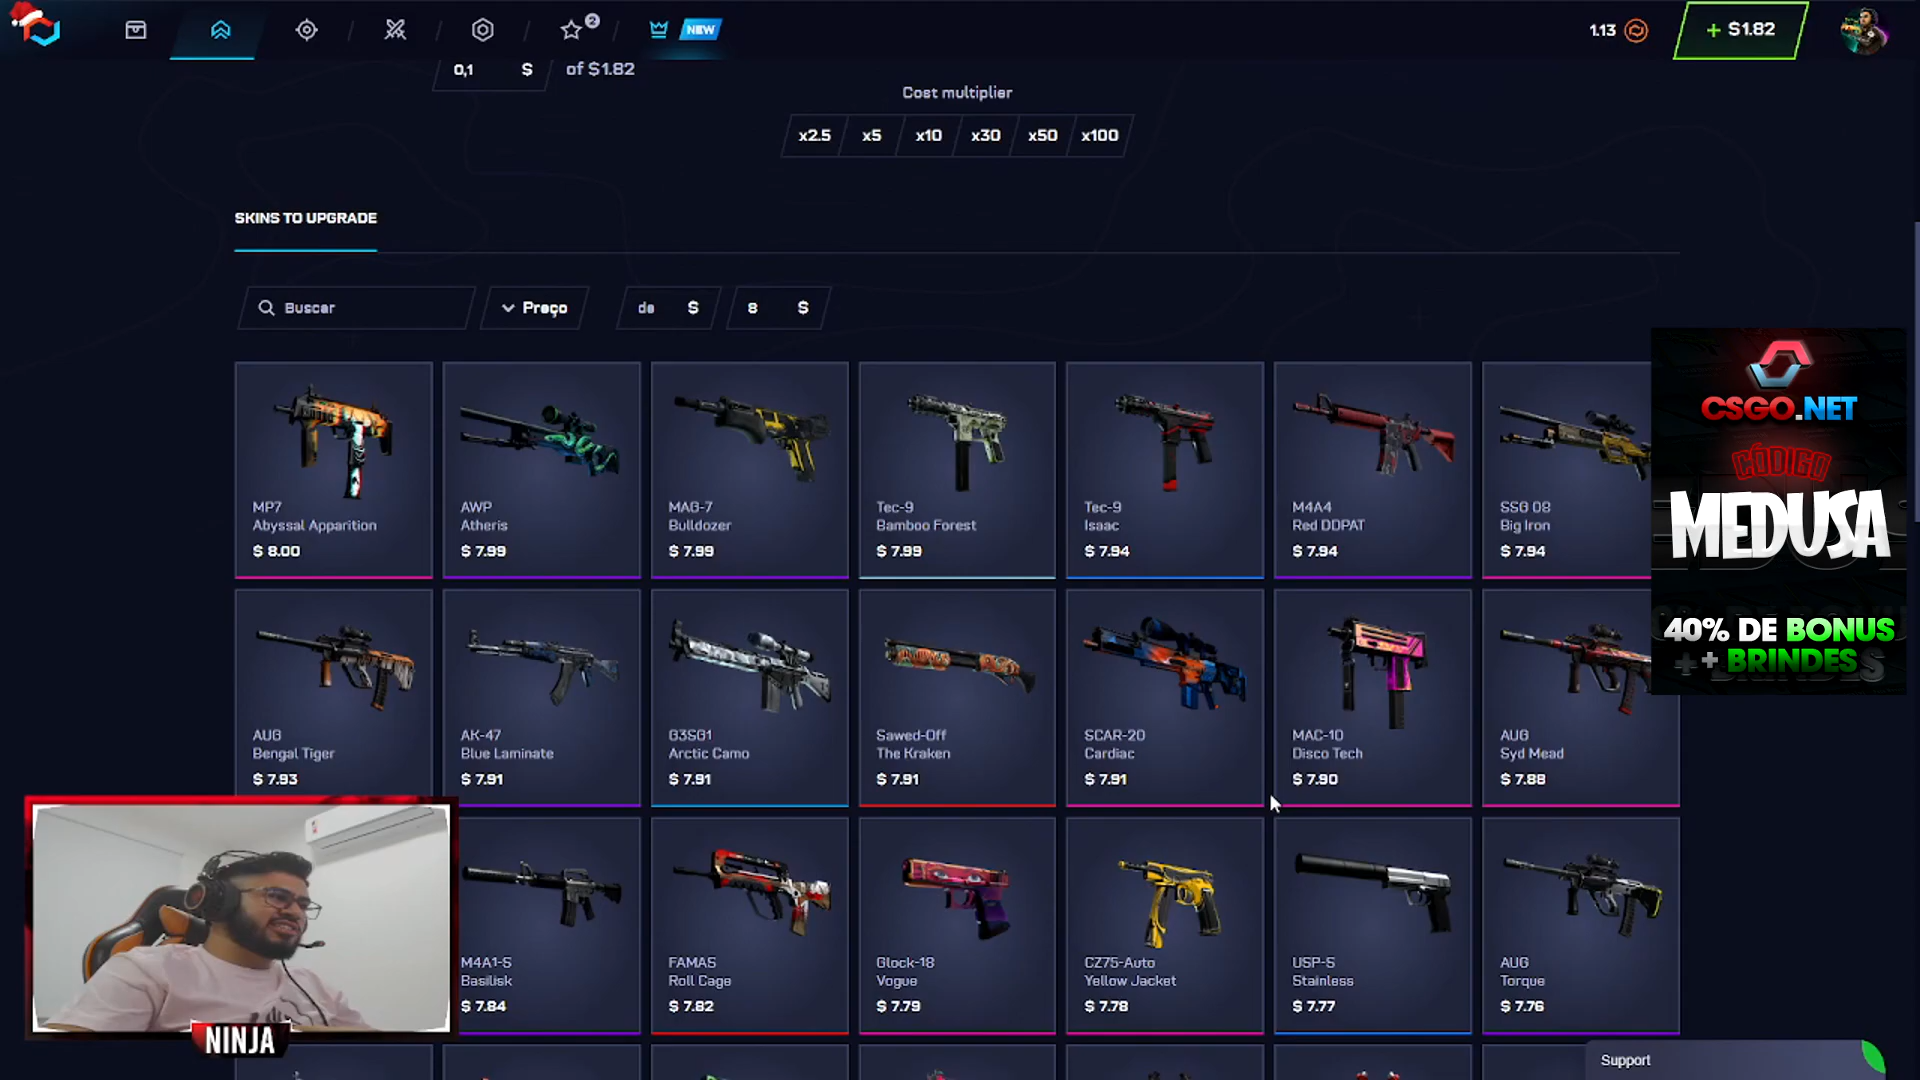 2
NEW
1.13
+ $1.82
0,1 $ of $1.82
Cost multiplier
x2.5 x5 x10 x30 x50 x100
SKINS TO UPGRADE
Buscar
Preço
de $
8 $
MP7
Abyssal Apparition
$ 8.00
AWP
Atheris
$ 7.99
MAG-7
Bulldozer
$ 7.99
Tec-9
Bamboo Forest
$ 7.99
Tec-9
Isaac
$ 7.94
M4A4
Red DDPAT
$ 7.94
SSG 08
Big Iron
$ 7.94
AUG
Bengal Tiger
$ 7.93
AK-47
Blue Laminate
$ 7.91
G3SG1
Arctic Camo
$ 7.91
Sawed-Off
The Kraken
$ 7.91
SCAR-20
Cardiac
$ 7.91
MAC-10
Disco Tech
$ 7.90
AUG
Syd Mead
$ 7.88
M4A1-S
Basilisk
$ 7.84
FAMAS
Roll Cage
$ 7.82
Glock-18
Vogue
$ 7.79
CZ75-Auto
Yellow Jacket
$ 7.78
USP-S
Stainless
$ 7.77
AUG
Torque
$ 7.76
CSGO.NET
CÓDIGO
MEDUSA
40% DE BONUS
+ BRINDES
NINJA
Support